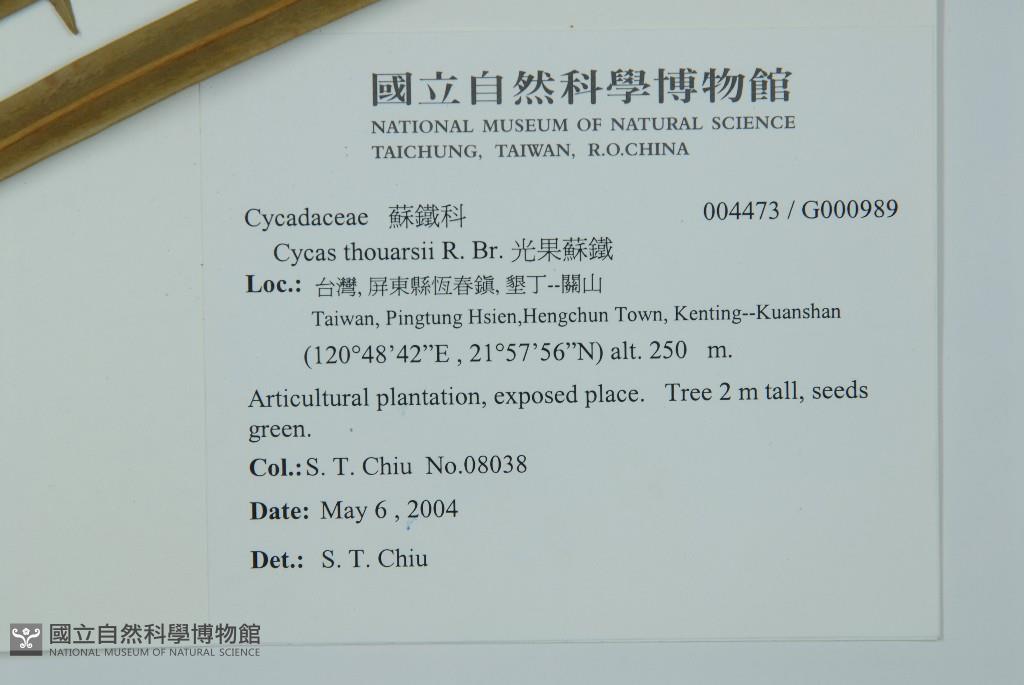 國立自然科學博物館
NATIONAL MUSEUM OF NATURAL SCIENCE
TAICHUNG, TAIWAN, R.O.CHINA
Cycadaceae 蘇鐵科 004473 / G000989
Cycas thouarsii R. Br. 光果蘇鐵
Loc.: 台灣, 屏東縣恆春鎮, 墾丁--關山
Taiwan, Pingtung Hsien,Hengchun Town, Kenting--Kuanshan
(120°48’42”E , 21°57’56”N) alt. 250 m.
Articultural plantation, exposed place. Tree 2 m tall, seeds
green.
Col.: S. T. Chiu No.08038
Date: May 6 , 2004
Det.: S. T. Chiu
國立自然科學博物館
NATIONAL MUSEUM OF NATURAL SCIENCE